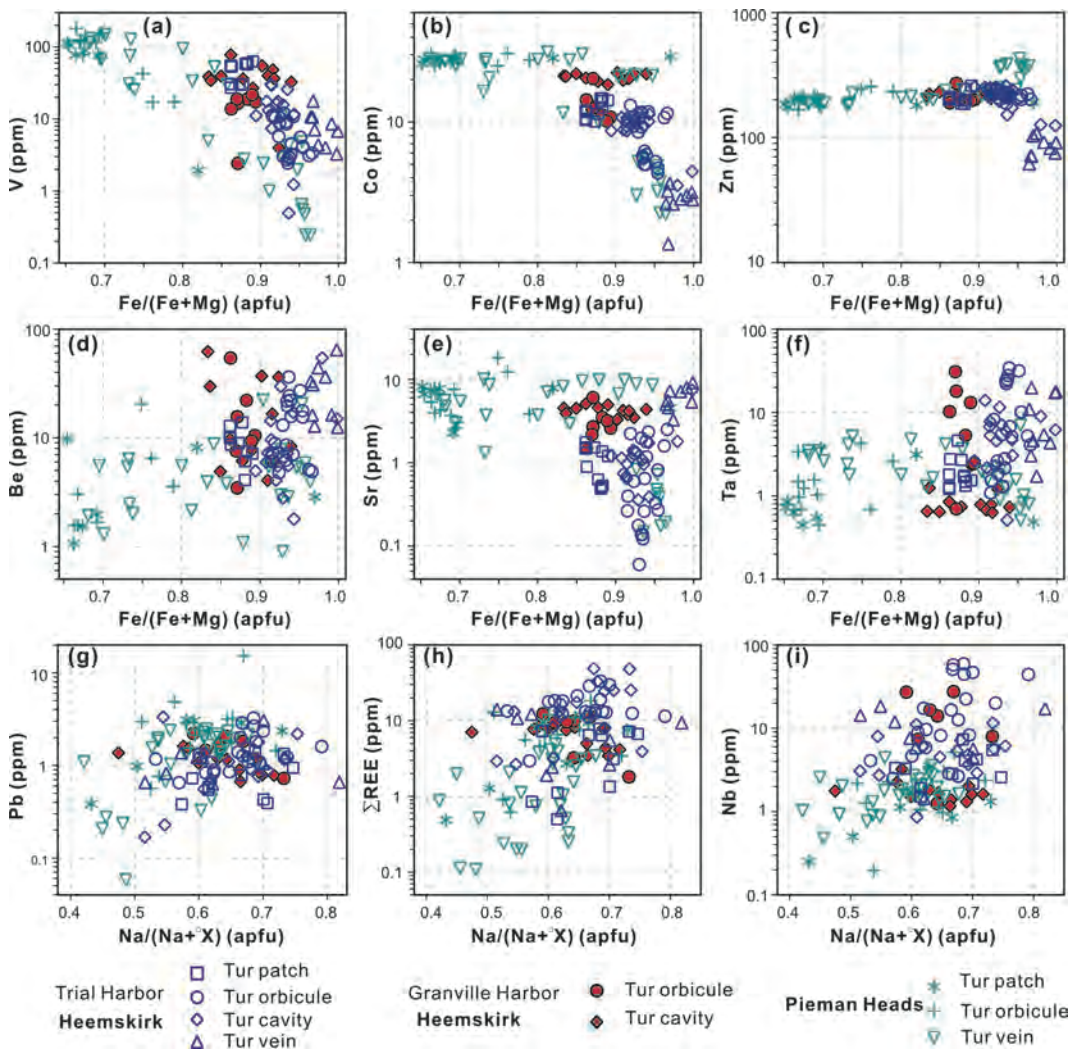 (a)
100
10
1
0.1
V (ppm)
0.7 0.8 0.9 1.0
Fe/(Fe+Mg) (apfu)
(b)
100
10
1
Co (ppm)
0.7 0.8 0.9 1.0
Fe/(Fe+Mg) (apfu)
(c)
1000
100
10
Zn (ppm)
0.7 0.8 0.9 1.0
Fe/(Fe+Mg) (apfu)
(d)
100
10
1
Be (ppm)
0.7 0.8 0.9 1.0
Fe/(Fe+Mg) (apfu)
(e)
10
1
0.1
Sr (ppm)
0.7 0.8 0.9 1.0
Fe/(Fe+Mg) (apfu)
(f)
100
10
1
0.1
Ta (ppm)
0.7 0.8 0.9 1.0
Fe/(Fe+Mg) (apfu)
(g)
10
1
0.1
Pb (ppm)
0.4 0.5 0.6 0.7 0.8
Na/(Na+°X) (apfu)
(h)
100
10
1
0.1
∑REE (ppm)
0.4 0.5 0.6 0.7 0.8
Na/(Na+°X) (apfu)
(i)
100
10
1
0.1
Nb (ppm)
0.4 0.5 0.6 0.7 0.8
Na/(Na+°X) (apfu)
Trial Harbor
Heemskirk
Tur patch
Tur orbicule
Tur cavity
Tur vein
Granville Harbor
Heemskirk
Tur orbicule
Tur cavity
Pieman Heads
Tur patch
Tur orbicule
Tur vein